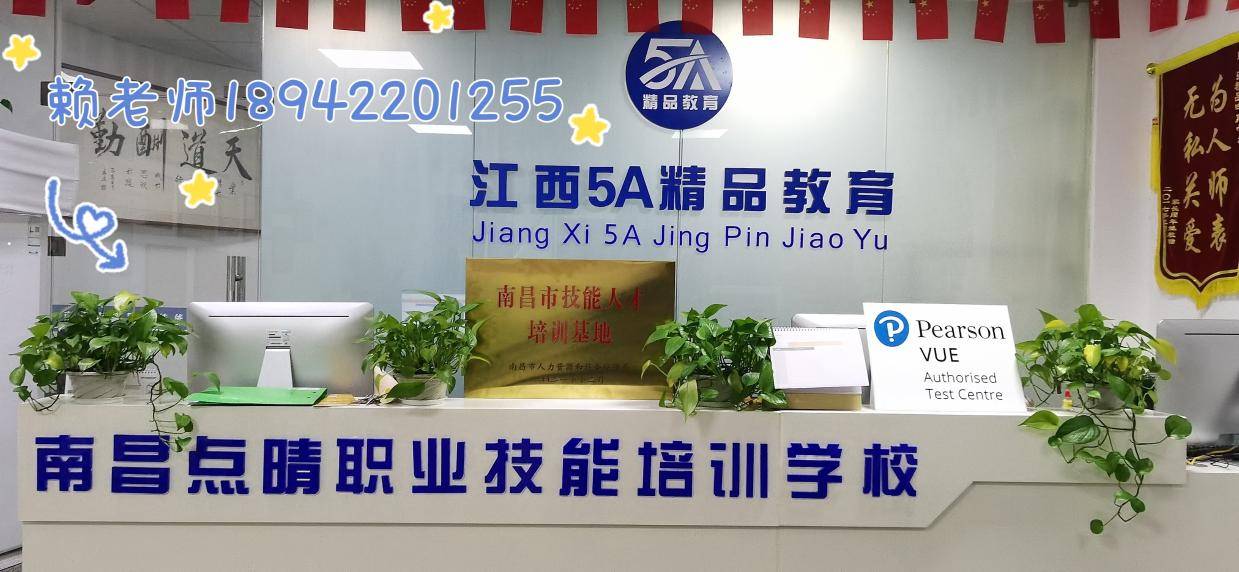 赖老师18942201255
天道酬勤
5A
精品教育
江西5A精品教育
Jiang Xi 5A Jing Pin Jiao Yu
为人师表
无私关爱
南昌市技能人才
培训基地
Pearson
VUE
Authorised
Test Centre
南昌点睛职业技能培训学校